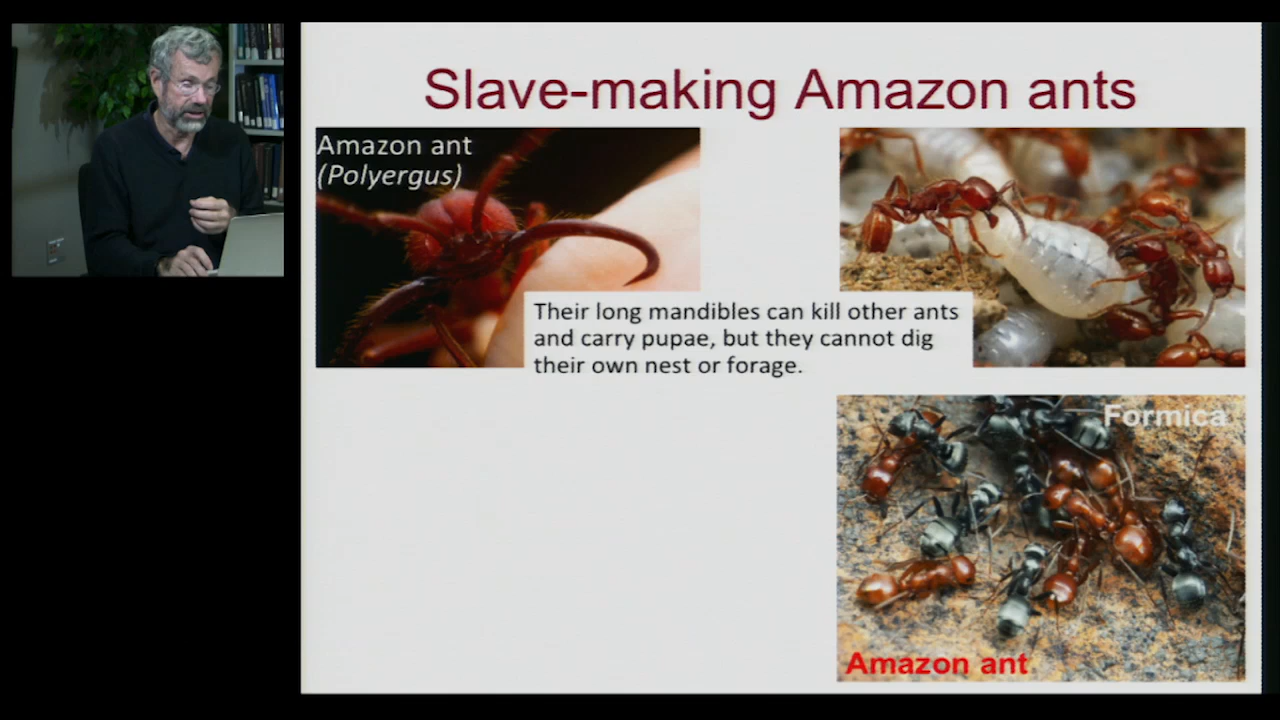 Slave-making Amazon ants
Amazon ant
(Polyergus)
Their long mandibles can kill other ants
and carry pupae, but they cannot dig
their own nest or forage.
Formica
Amazon ant